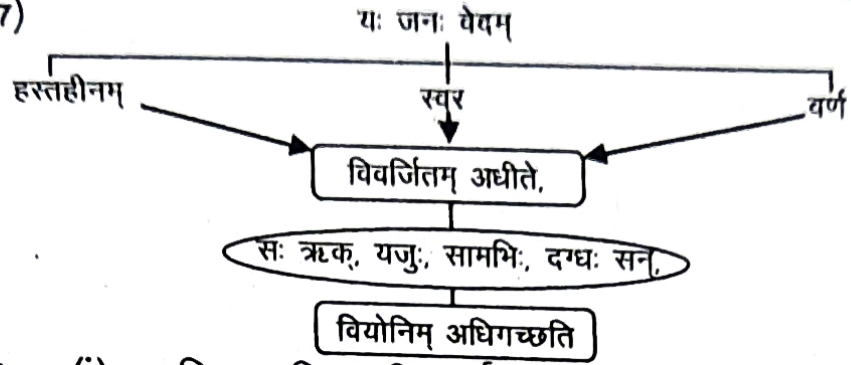 7)
यः जनः वेदम्
हस्तहीनम् स्वर वर्ण
विवर्जितम् अधीते,
सः ऋक्, यजुः, सामभिः, दग्धः सन्,
वियोनिम् अधिगच्छति
(i)